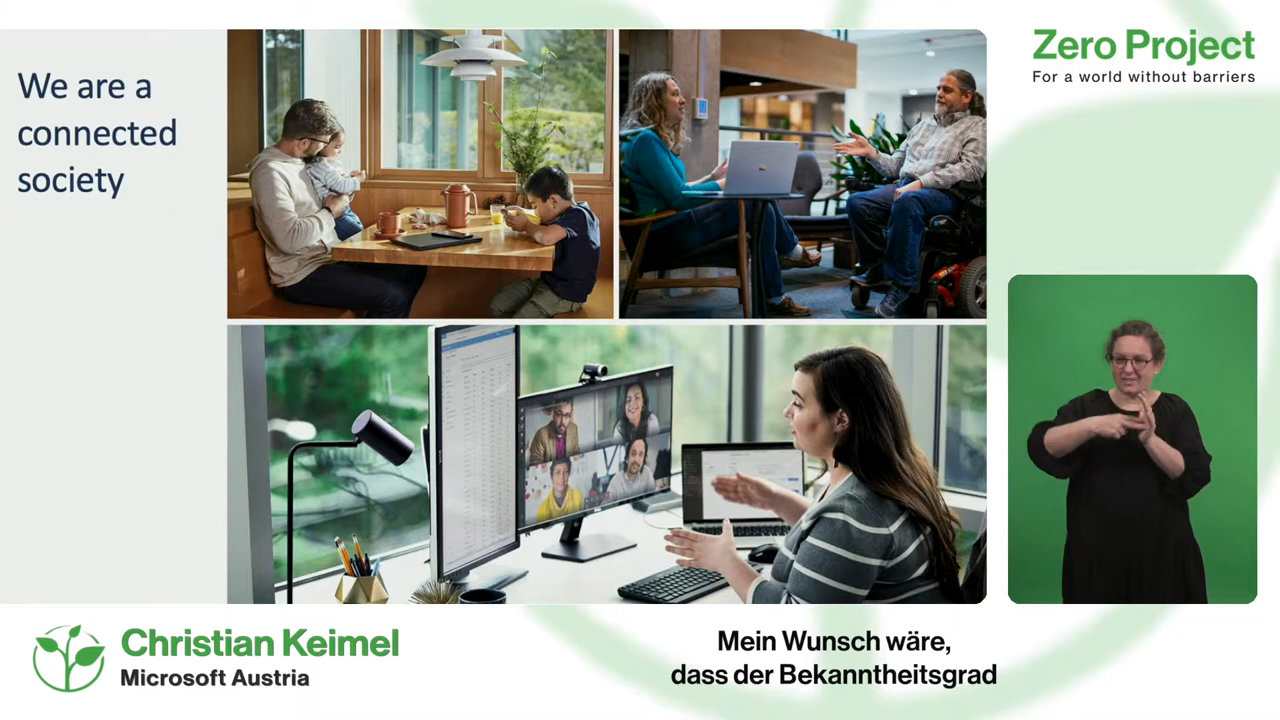 We are a
connected
society
Zero Project
For a world without barriers
Christian Keimel
Microsoft Austria
Mein Wunsch wäre,
dass der Bekanntheitsgrad